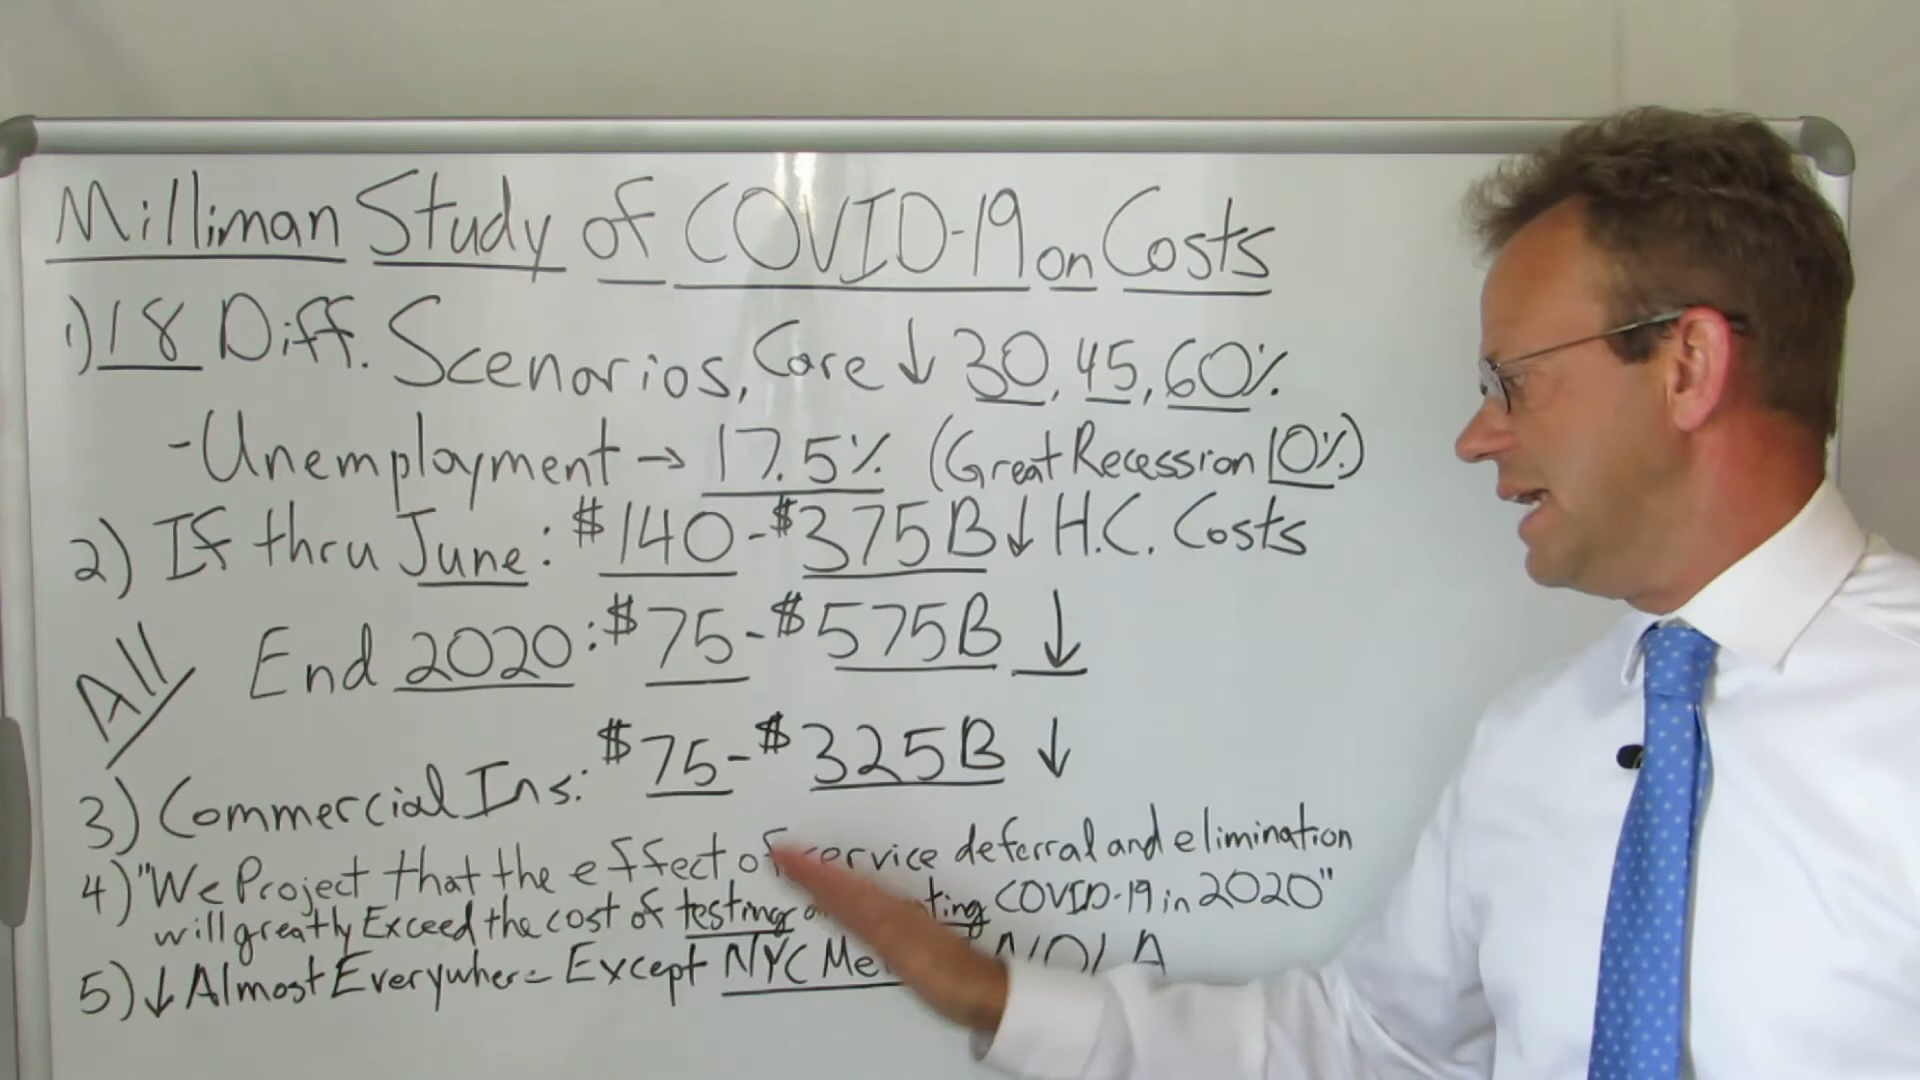 Milliman Study of COVID-19 on Costs
1) 18 Diff. Scenarios, Care ↓ 30, 45, 60%
- Unemployment → 17.5% (Great Recession 10%)
2) If thru June: $140-$375B ↓ H.C. Costs
All End 2020: $75-$575B ↓
3) Commercial Ins: $75-$325B ↓
4) "We Project that the effect of service deferral and elimination
will greatly Exceed the cost of testing COVID-19 in 2020"
5) ↓ Almost Everywhere Except NYC NOLA